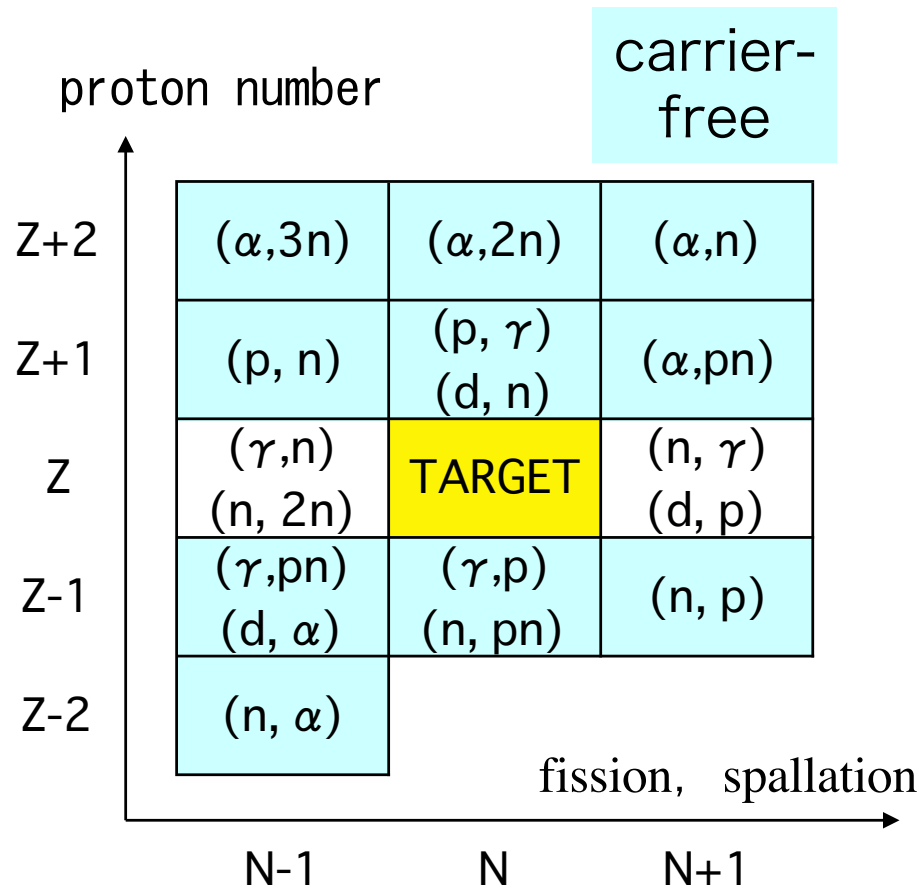 carrier-
free
proton number
Z+2
(α,3n)
(α,2n)
(α,n)
Z+1
(p, n)
(p, γ)
(d, n)
(α,pn)
Z
(γ,n)
(n, 2n)
TARGET
(n, γ)
(d, p)
Z-1
(γ,pn)
(d, α)
(γ,p)
(n, pn)
(n, p)
Z-2
(n, α)
fission, spallation
N-1
N
N+1